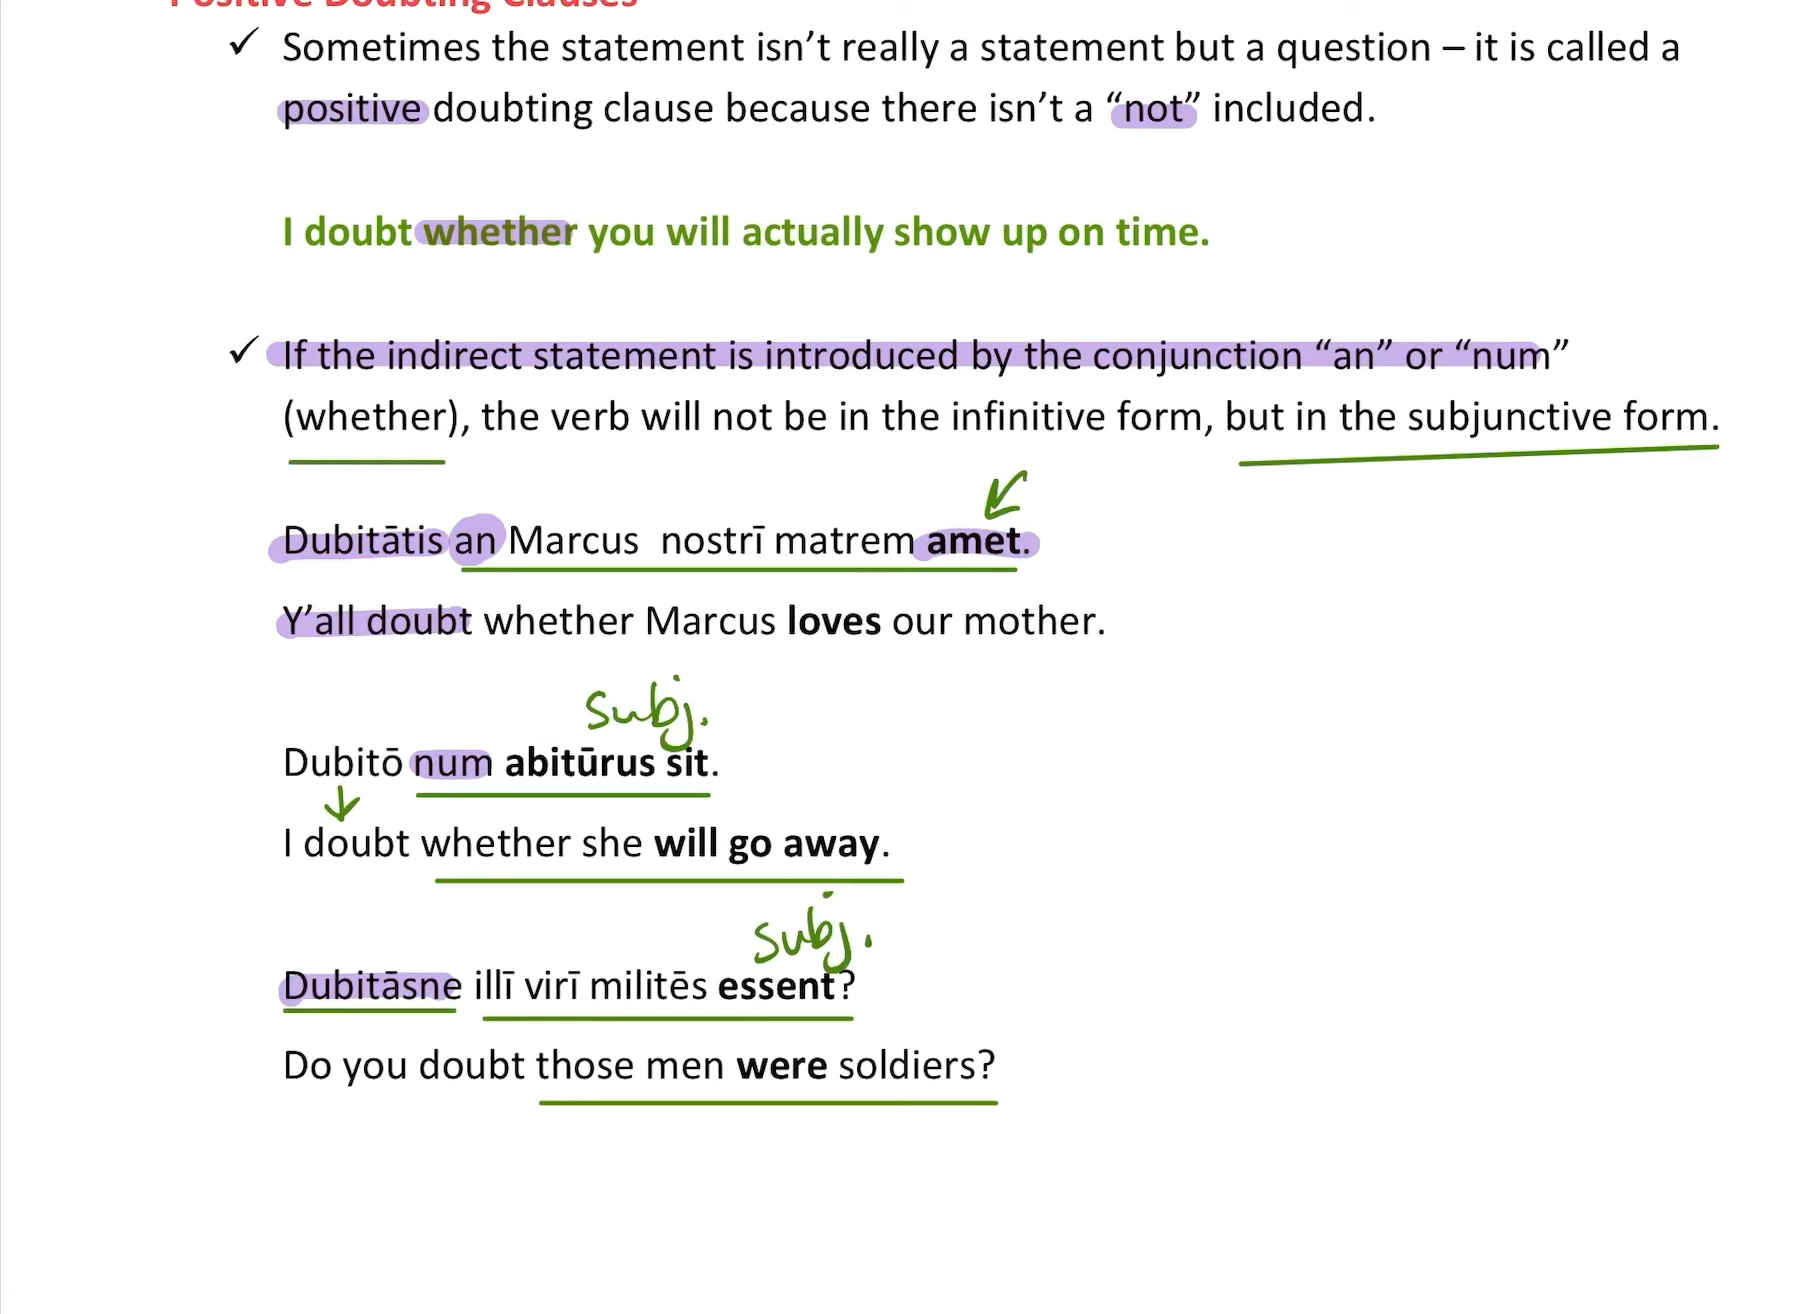 Positive Doubting Clauses
✓ Sometimes the statement isn’t really a statement but a question – it is called a
positive doubting clause because there isn’t a “not” included.
I doubt whether you will actually show up on time.
✓ If the indirect statement is introduced by the conjunction “an” or “num”
(whether), the verb will not be in the infinitive form, but in the subjunctive form.
Dubitātis an Marcus nostrī matrem amet.
Y’all doubt whether Marcus loves our mother.
subj.
Dubitō num abitūrus sit.
I doubt whether she will go away.
subj.
Dubitāsne illī virī militēs essent?
Do you doubt those men were soldiers?